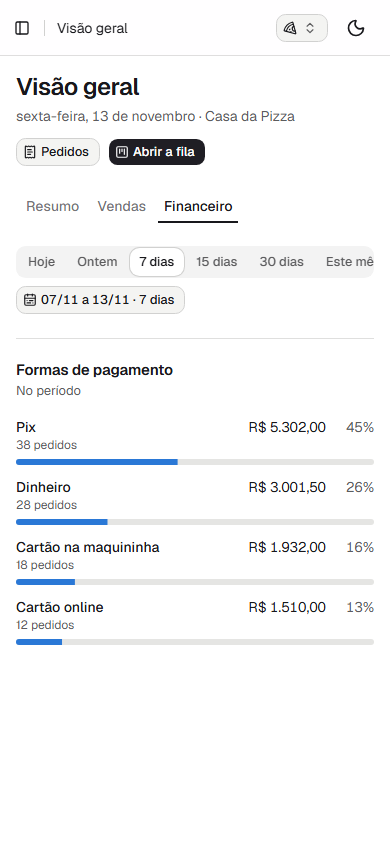 Visão geral
Visão geral
sexta-feira, 13 de novembro · Casa da Pizza
Pedidos Abrir a fila
Resumo Vendas Financeiro
Hoje Ontem 7 dias 15 dias 30 dias Este mê
07/11 a 13/11 · 7 dias
Formas de pagamento
No período
Pix R$ 5.302,00 45%
38 pedidos
Dinheiro R$ 3.001,50 26%
28 pedidos
Cartão na maquininha R$ 1.932,00 16%
18 pedidos
Cartão online R$ 1.510,00 13%
12 pedidos